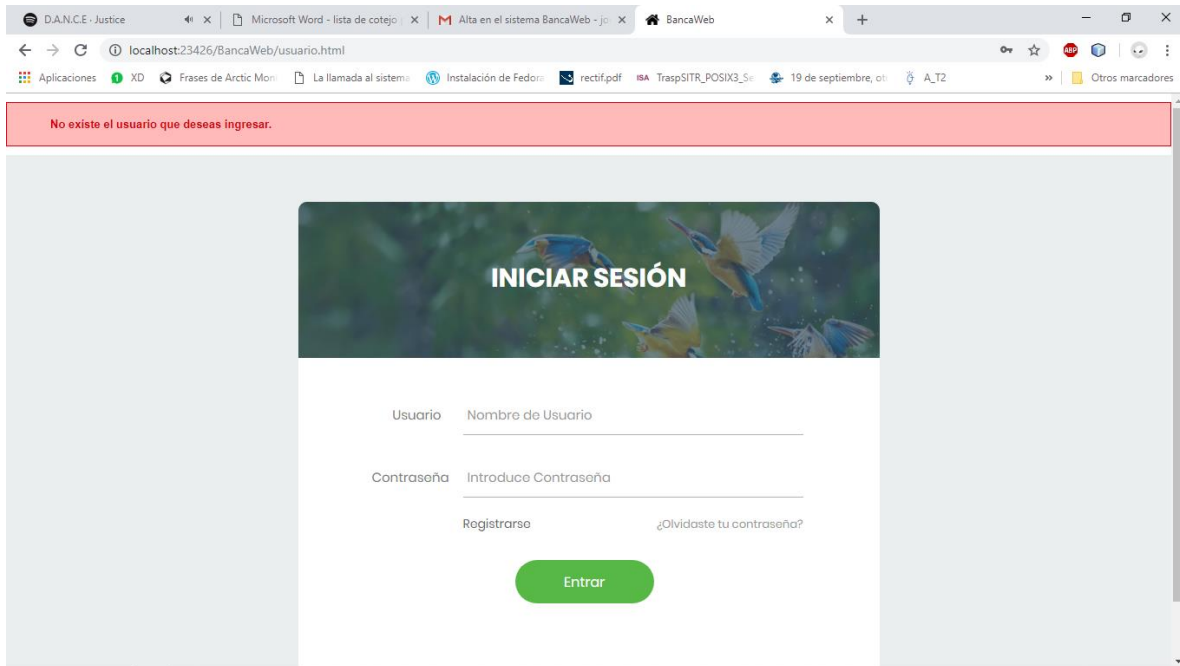 D.A.N.C.E - Justice
Microsoft Word - lista de cotejo
Alta en el sistema BancaWeb - jo
BancaWeb
localhost:23426/BancaWeb/usuario.html
ABP
Aplicaciones XD Frases de Arctic Mon La llamada al sistema Instalación de Fedora rectif.pdf ISA TraspSITR_POSIX3_Se 19 de septiembre, ot A_T2 » Otros marcadores
No existe el usuario que deseas ingresar.
INICIAR SESIÓN
Usuario Nombre de Usuario
Contraseña Introduce Contraseña
Registrarse ¿Olvidaste tu contraseña?
Entrar